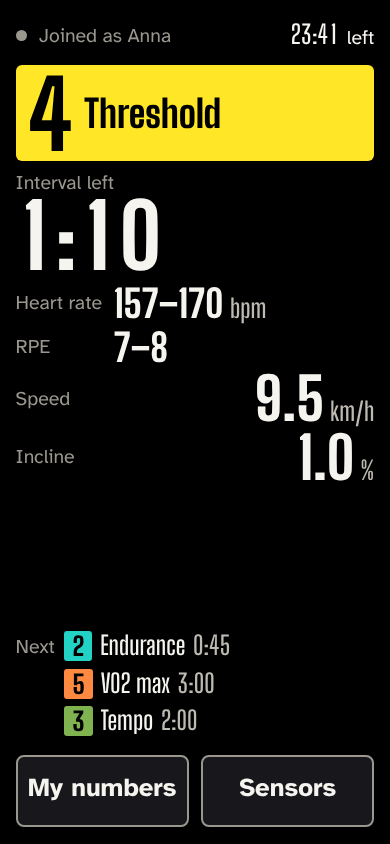 Joined as Anna 23:41 left
4 Threshold
Interval left
1:10
Heart rate 157–170 bpm
RPE 7–8
Speed 9.5 km/h
Incline 1.0 %
Next 2 Endurance 0:45
5 VO2 max 3:00
3 Tempo 2:00
My numbers Sensors